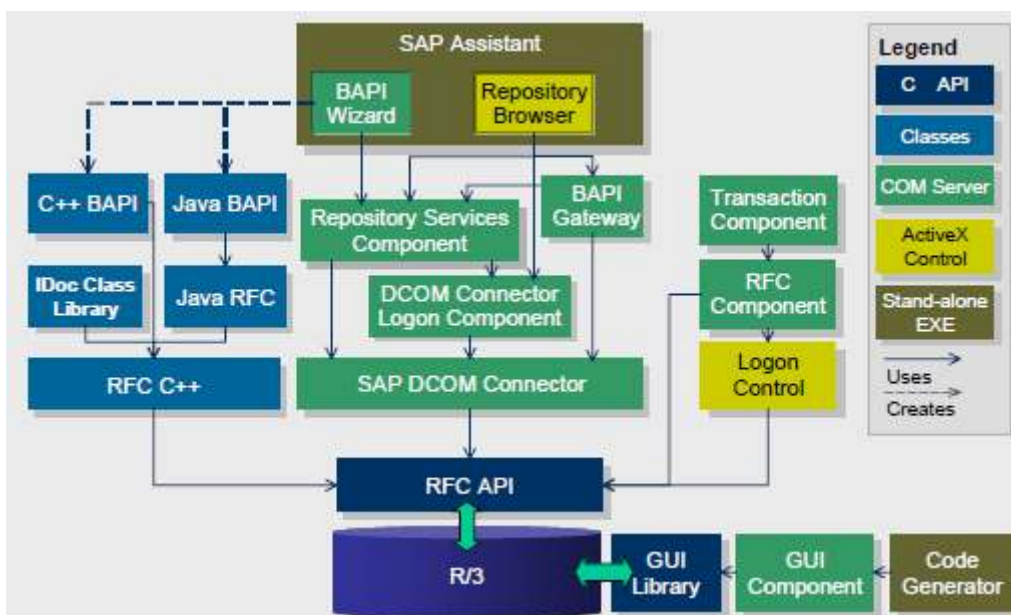 SAP Assistant
BAPI
Wizard
Repository
Browser
C++ BAPI
Java BAPI
Repository Services
Component
BAPI
Gateway
Transaction
Component
IDoc Class
Library
Java RFC
DCOM Connector
Logon Component
RFC
Component
RFC C++
SAP DCOM Connector
Logon
Control
RFC API
R/3
GUI
Library
GUI
Component
Code
Generator
Legend
C API
Classes
COM Server
ActiveX
Control
Stand-alone
EXE
Uses
Creates